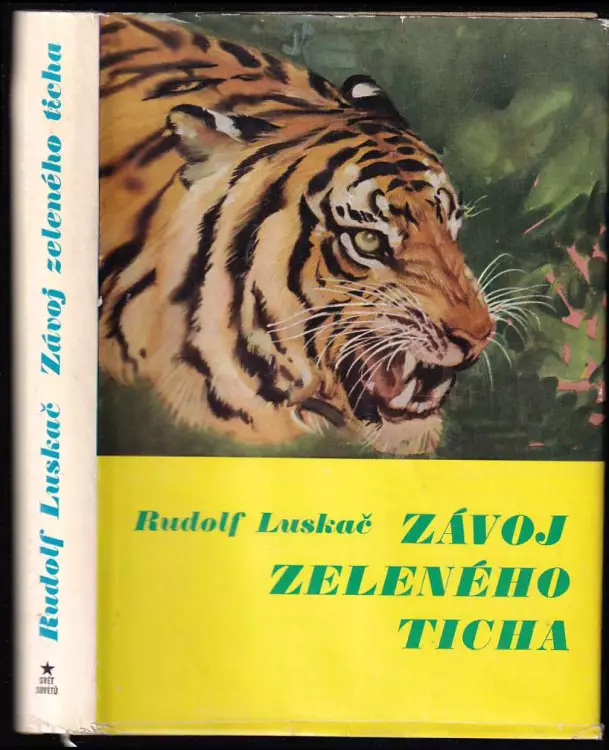 Rudolf Luskač Závoj zeleného ticha
SVĚT
SOVĚTŮ
Rudolf Luskač ZÁVOJ
ZELENÉHO
TICHA